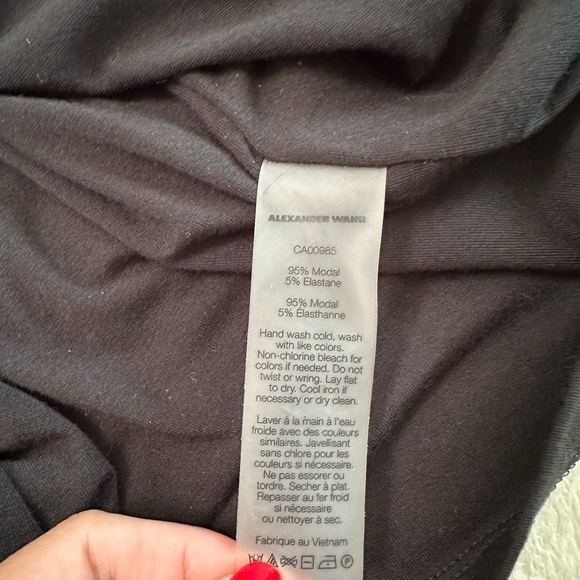 ALEXANDER WANG
CA00985
95% Modal
5% Elastane
95% Modal
5% Élasthanne
Hand wash cold, wash
with like colors.
Non-chlorine bleach for
colors if needed. Do not
twist or wring. Lay flat
to dry. Cool iron if
necessary or dry clean.
Laver à la main à l'eau
froide avec des couleurs
similaires. Javellisant
sans chlore pour les
couleurs si nécessaire.
Ne pas essorer ou
tordre. Secher à plat.
Repasser au fer froid
si nécessaire
ou nettoyer à sec.
Fabrique au Vietnam